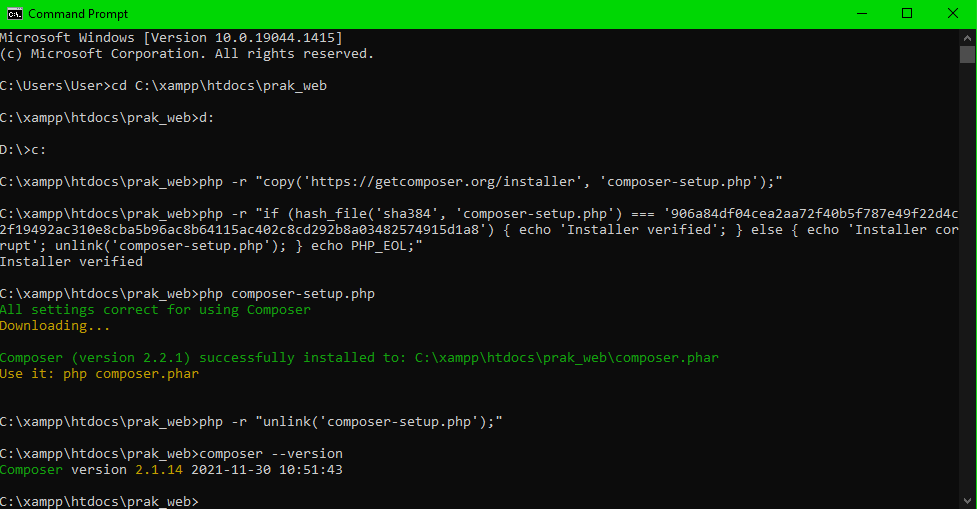 Command Prompt
Microsoft Windows [Version 10.0.19044.1415]
(c) Microsoft Corporation. All rights reserved.
C:\Users\User>cd C:\xampp\htdocs\prak_web
C:\xampp\htdocs\prak_web>d:
D:\>c:
C:\xampp\htdocs\prak_web>php -r "copy('https://getcomposer.org/installer', 'composer-setup.php');"
C:\xampp\htdocs\prak_web>php -r "if (hash_file('sha384', 'composer-setup.php') === '906a84df04cea2aa72f40b5f787e49f22d4c
2f19492ac310e8cba5b96ac8b64115ac402c8cd292b8a03482574915d1a8') { echo 'Installer verified'; } else { echo 'Installer cor
rupt'; unlink('composer-setup.php'); } echo PHP_EOL;"
Installer verified
C:\xampp\htdocs\prak_web>php composer-setup.php
All settings correct for using Composer
Downloading...
Composer (version 2.2.1) successfully installed to: C:\xampp\htdocs\prak_web\composer.phar
Use it: php composer.phar
C:\xampp\htdocs\prak_web>php -r "unlink('composer-setup.php');"
C:\xampp\htdocs\prak_web>composer --version
Composer version 2.1.14 2021-11-30 10:51:43
C:\xampp\htdocs\prak_web>